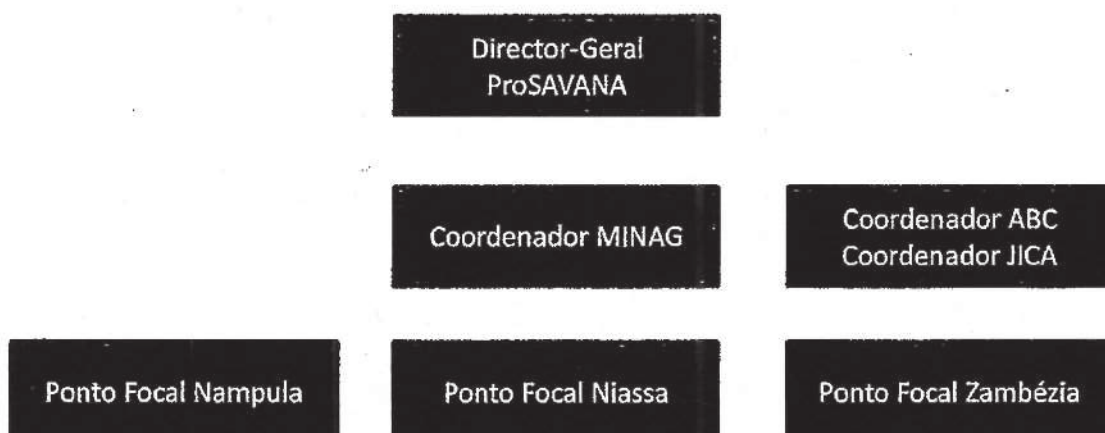 Director-Geral
ProSAVANA
Coordenador MINAG
Coordenador ABC
Coordenador JICA
Ponto Focal Nampula
Ponto Focal Niassa
Ponto Focal Zambézia